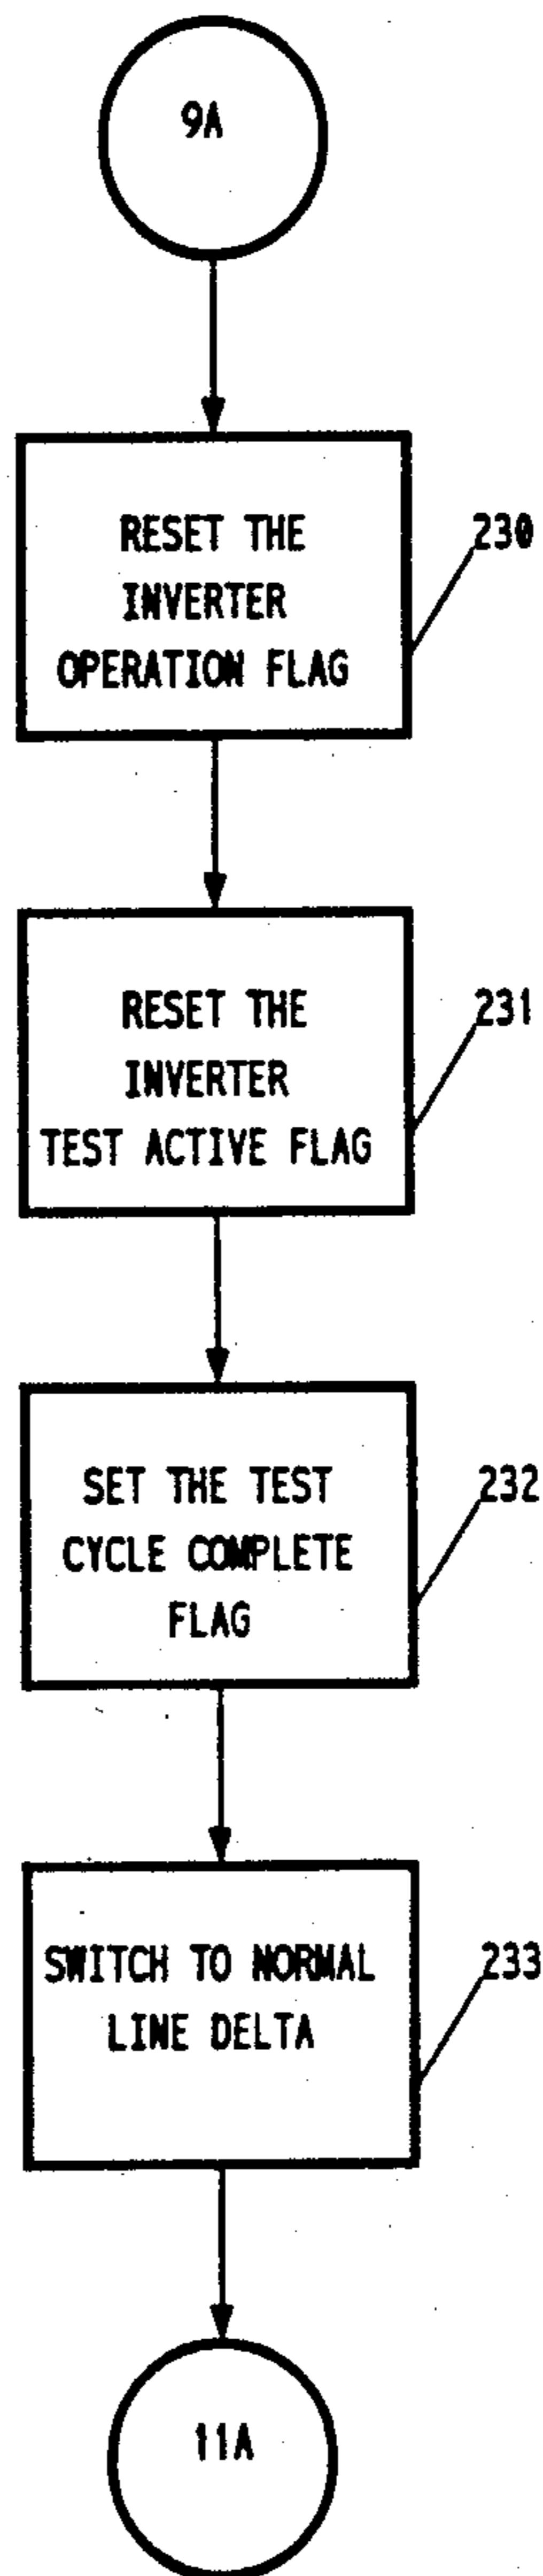 9A
RESET THE
INVERTER
OPERATION FLAG
230
RESET THE
INVERTER
TEST ACTIVE FLAG
231
SET THE TEST
CYCLE COMPLETE
FLAG
232
SWITCH TO NORMAL
LINE DELTA
233
11A